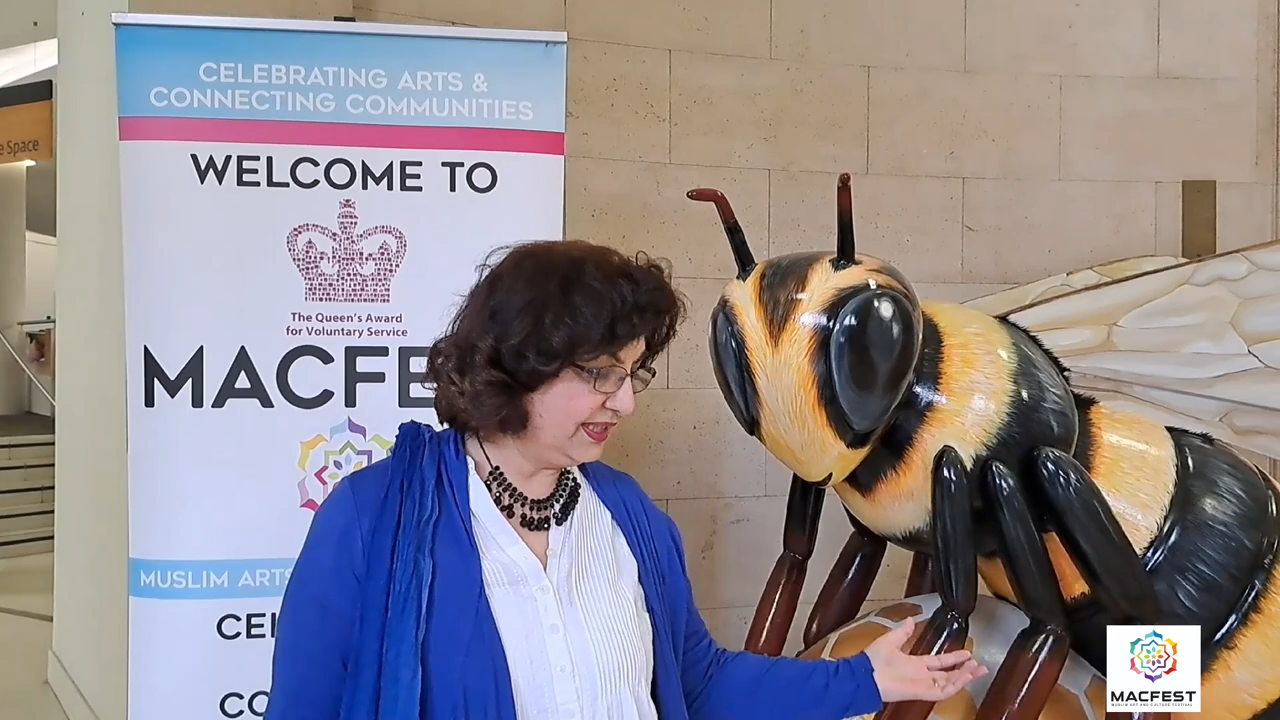 CELEBRATING ARTS &
CONNECTING COMMUNITIES
e Space
WELCOME TO
The Queen's Award
for Voluntary Service
MACFE
MUSLIM ARTS
CEL
CO
MACFEST
MUSLIM ART AND CULTURE FESTIVAL